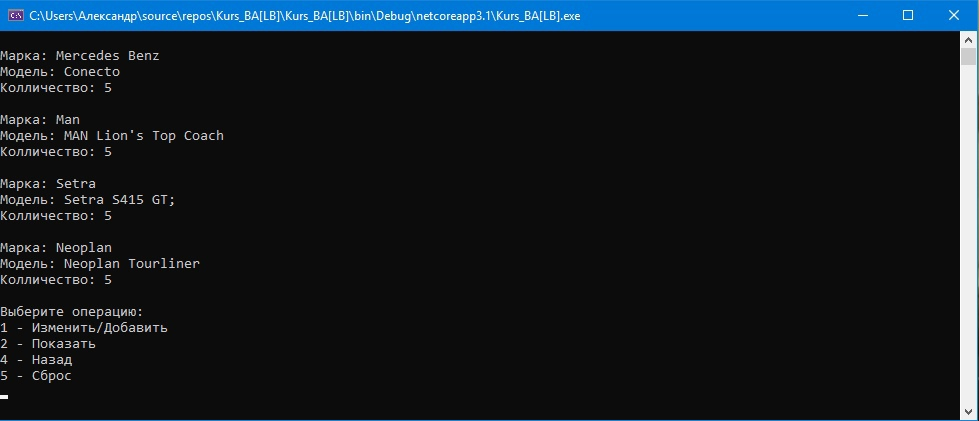 C:\Users\Александр\source\repos\Kurs_BA[LB]\Kurs_BA[LB]\bin\Debug\netcoreapp3.1\Kurs_BA[LB].exe
Марка: Mercedes Benz
Модель: Conecto
Колличество: 5
Марка: Man
Модель: MAN Lion's Top Coach
Колличество: 5
Марка: Setra
Модель: Setra S415 GT;
Колличество: 5
Марка: Neoplan
Модель: Neoplan Tourliner
Колличество: 5
Выберите операцию:
1 - Изменить/Добавить
2 - Показать
4 - Назад
5 - Сброс